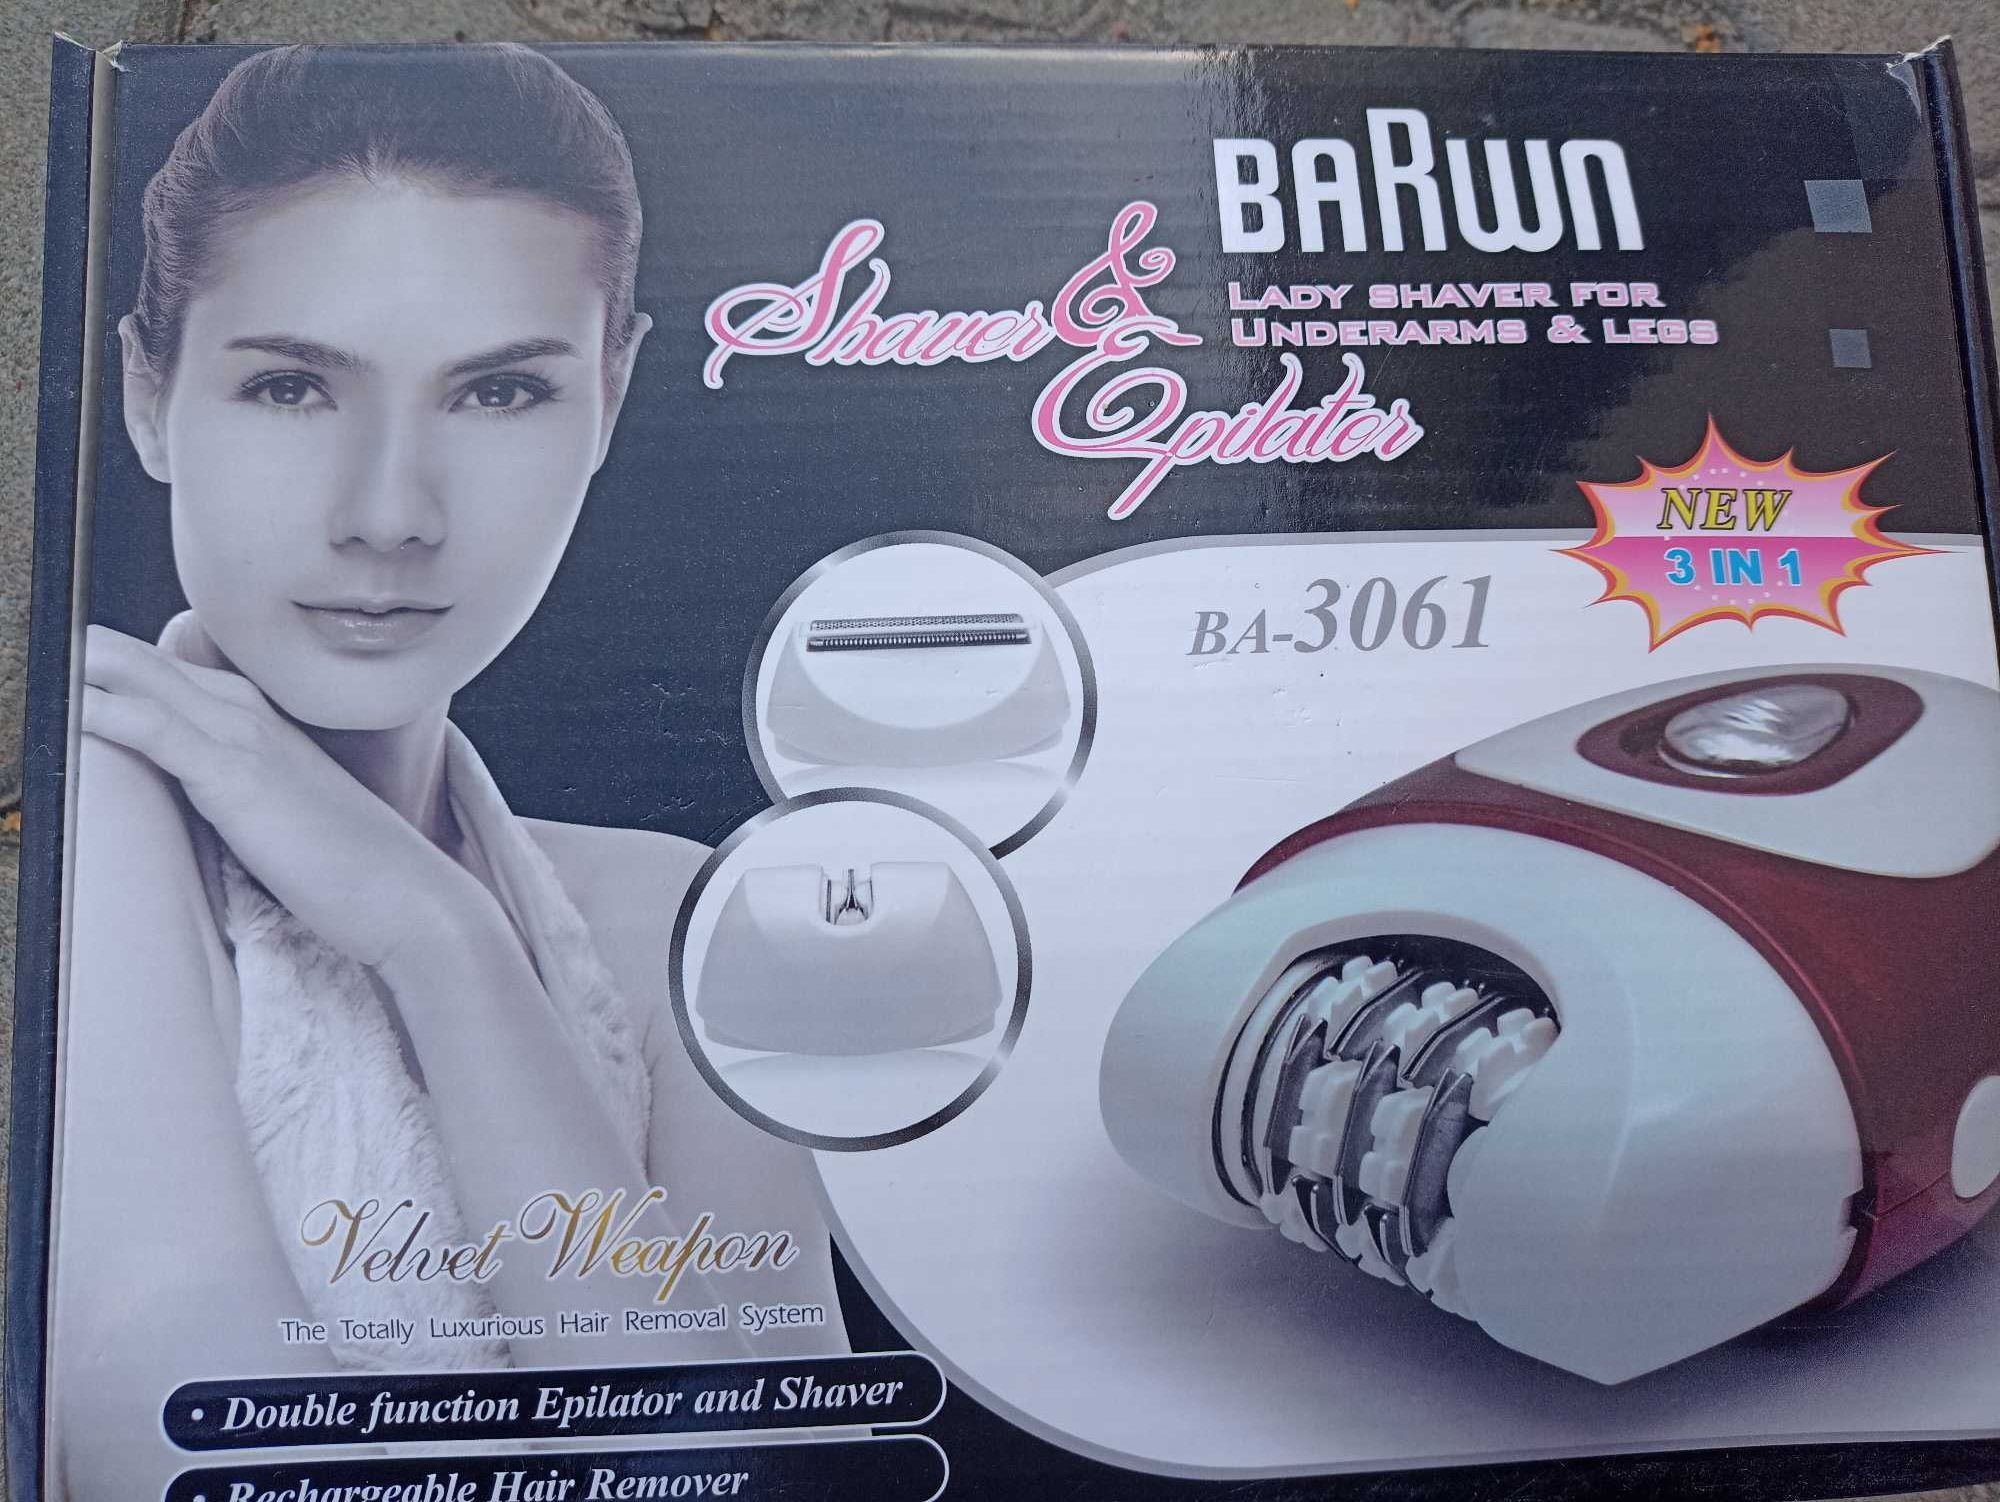 BARWN
Shaver & Epilator
LADY SHAVER FOR
UNDERARMS & LEGS
NEW
3 IN 1
BA-3061
Velvet Weapon
The Totally Luxurious Hair Removal System
• Double function Epilator and Shaver
• Rechargeable Hair Remover